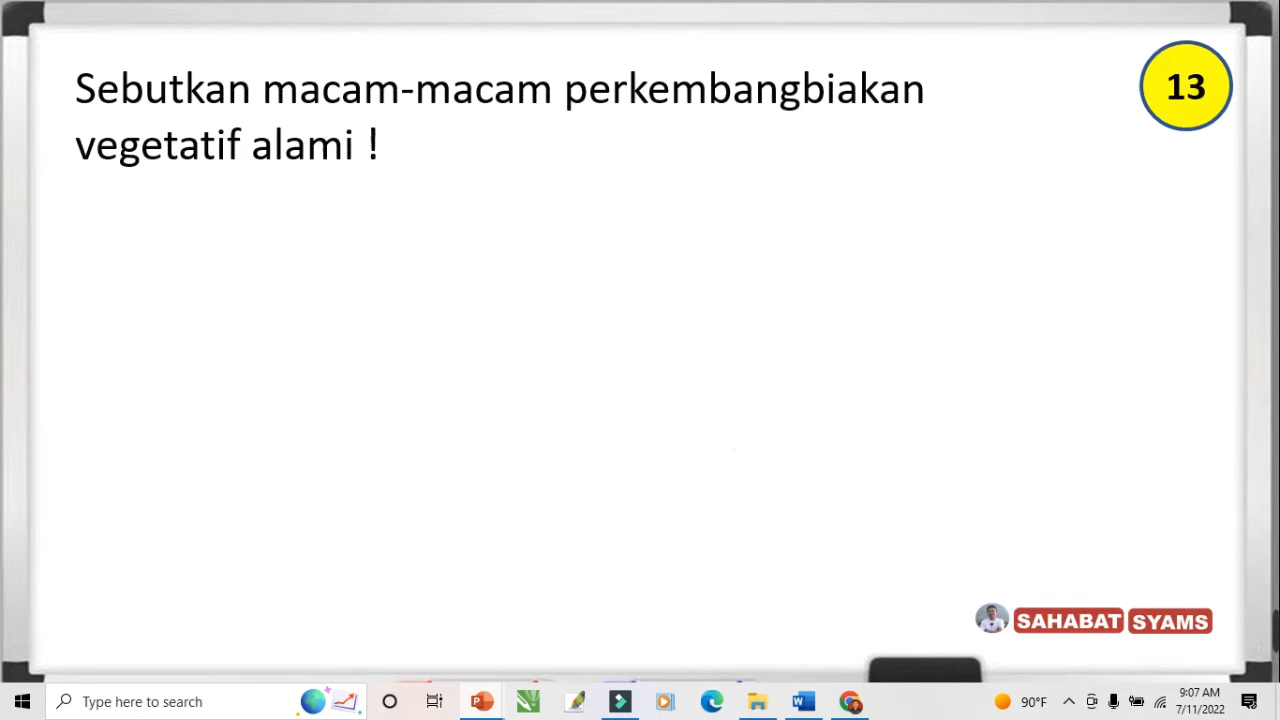 Sebutkan macam-macam perkembangbiakan
vegetatif alami !
13
SAHABAT SYAMS
Type here to search
90°F
9:07 AM
7/11/2022